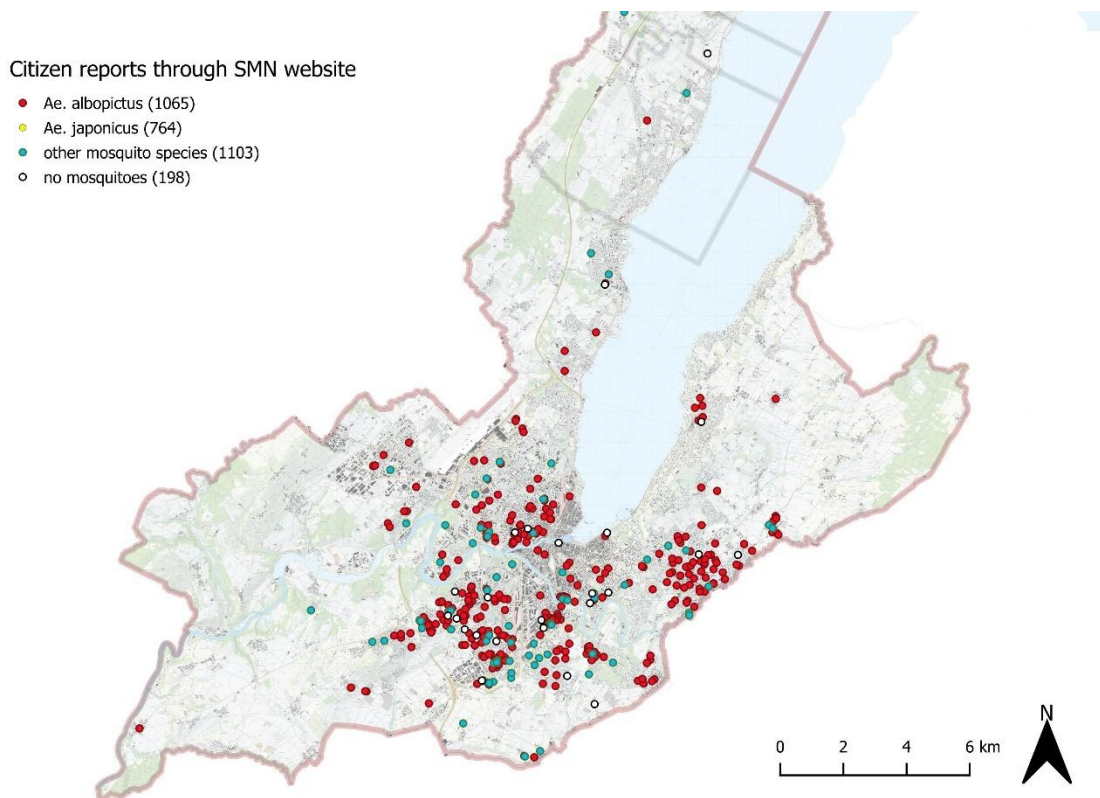 Citizen reports through SMN website
Ae. albopictus (1065)
Ae. japonicus (764)
other mosquito species (1103)
no mosquitoes (198)
N
0 2 4 6 km